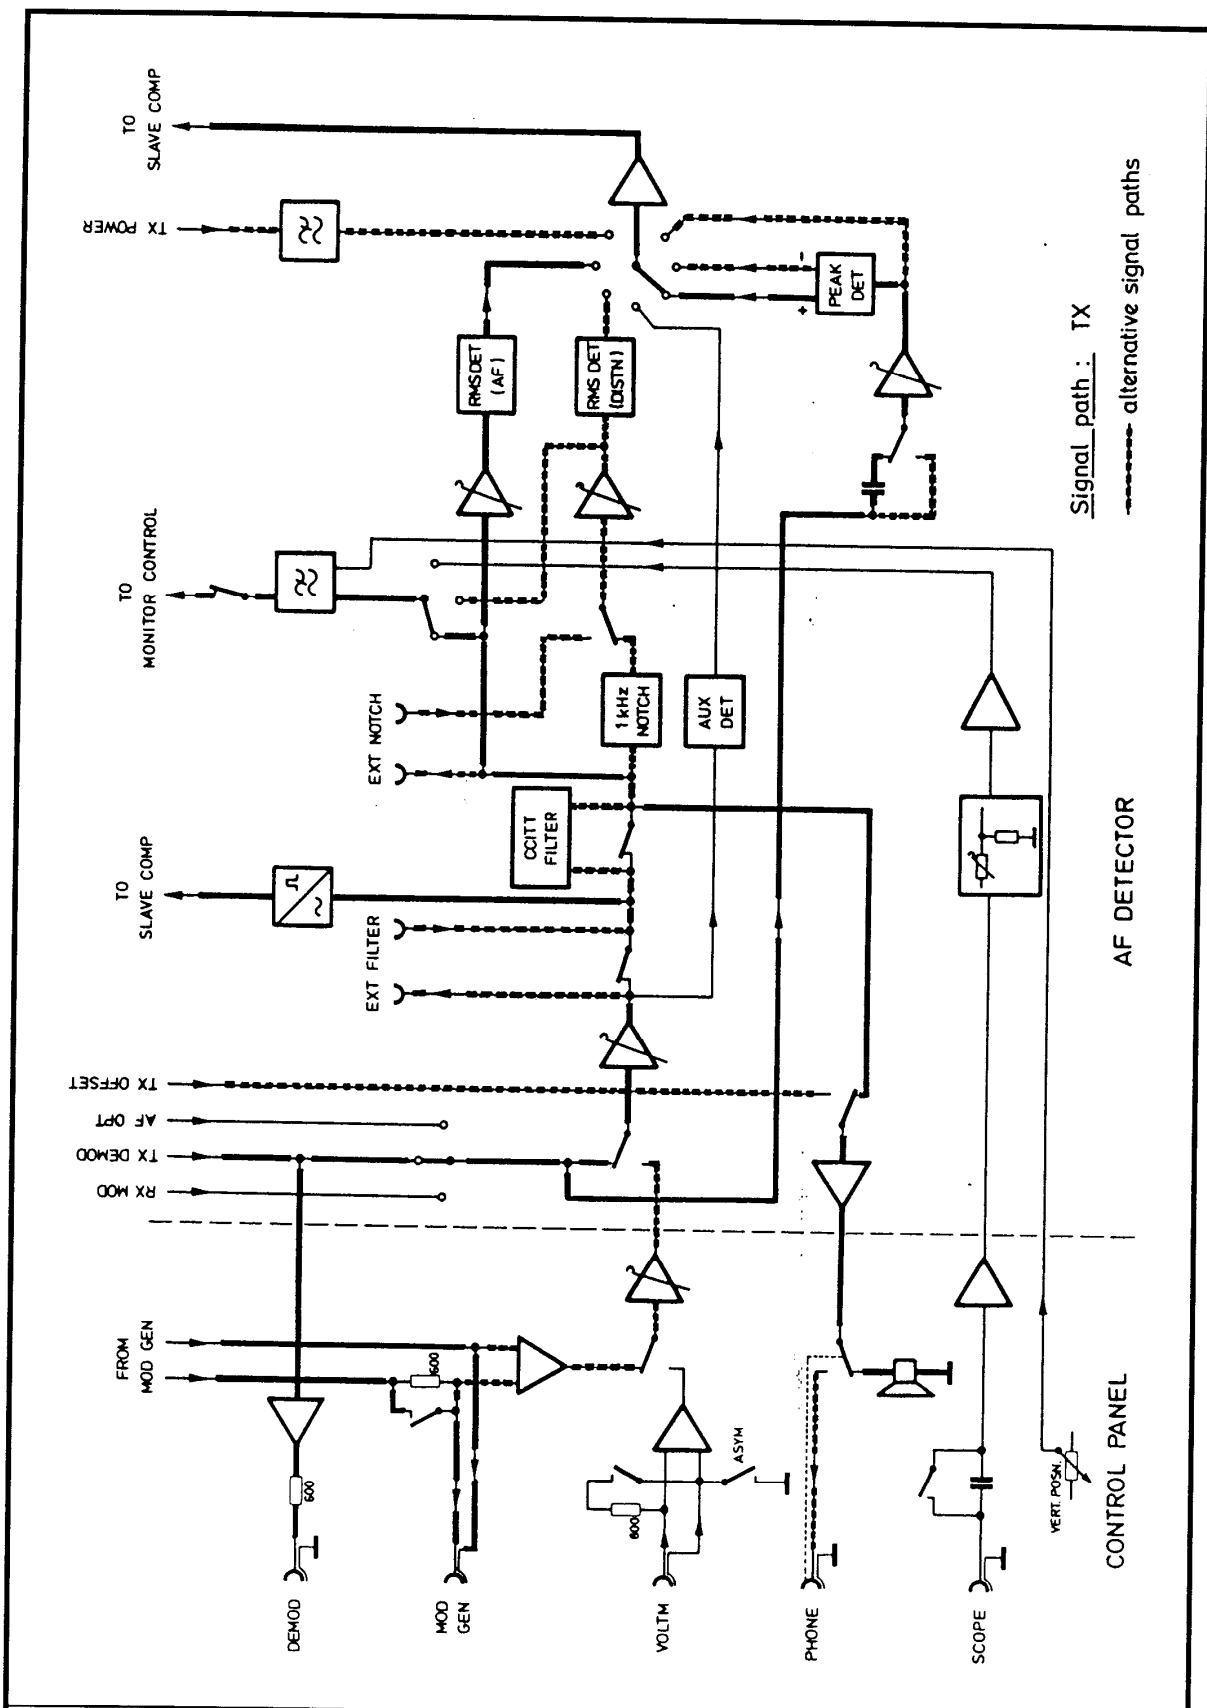 FROM
MOD GEN
RX MOD
TX DEMOD
AF OPT
TX OFFSET
TO
SLAVE COMP
TO
MONITOR CONTROL
TX POWER
TO
SLAVE COMP
DEMOD
600
EXT FILTER
EXT NOTCH
MOD
GEN
600
CCITT
FILTER
RMS DET
(AF)
1 kHz
NOTCH
RMS DET
(DISTN)
VOLTM
600
ASYM
AUX
DET
PHONE
+
PEAK
DET
-
SCOPE
VERT. POSN.
CONTROL PANEL
AF DETECTOR
Signal path : TX
alternative signal paths